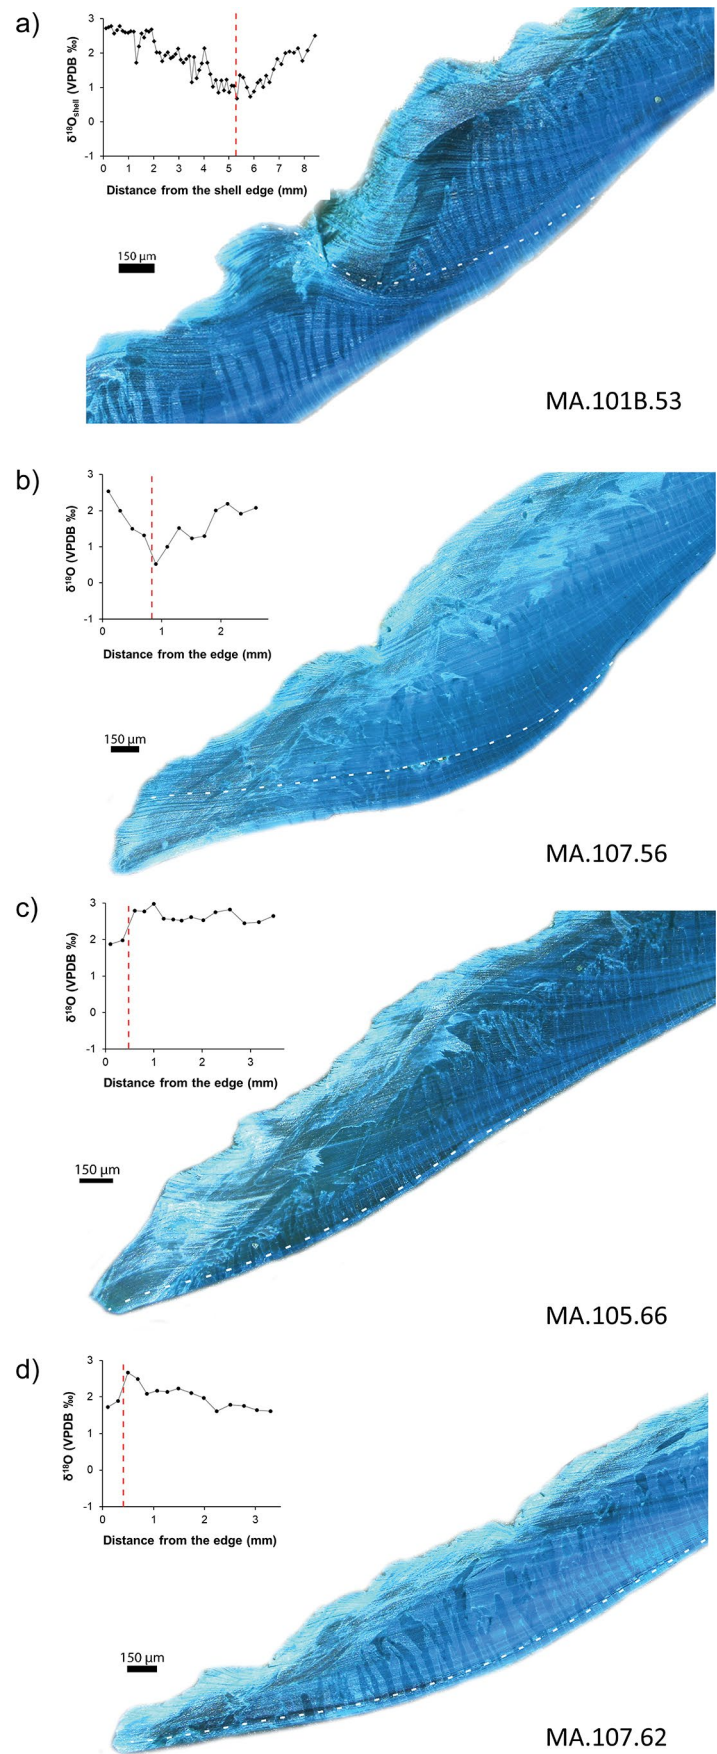 a)
3
2
1
0
-1
δ18Oshell (VPDB ‰)
0 1 2 3 4 5 6 7 8
Distance from the shell edge (mm)
150 µm
MA.101B.53
b)
3
2
1
0
-1
δ18O (VPDB ‰)
0 1 2
Distance from the edge (mm)
150 µm
MA.107.56
c)
3
2
1
0
-1
δ18O (VPDB ‰)
0 1 2 3
Distance from the edge (mm)
150 µm
MA.105.66
d)
3
2
1
0
-1
δ18O (VPDB ‰)
0 1 2 3
Distance from the edge (mm)
150 µm
MA.107.62